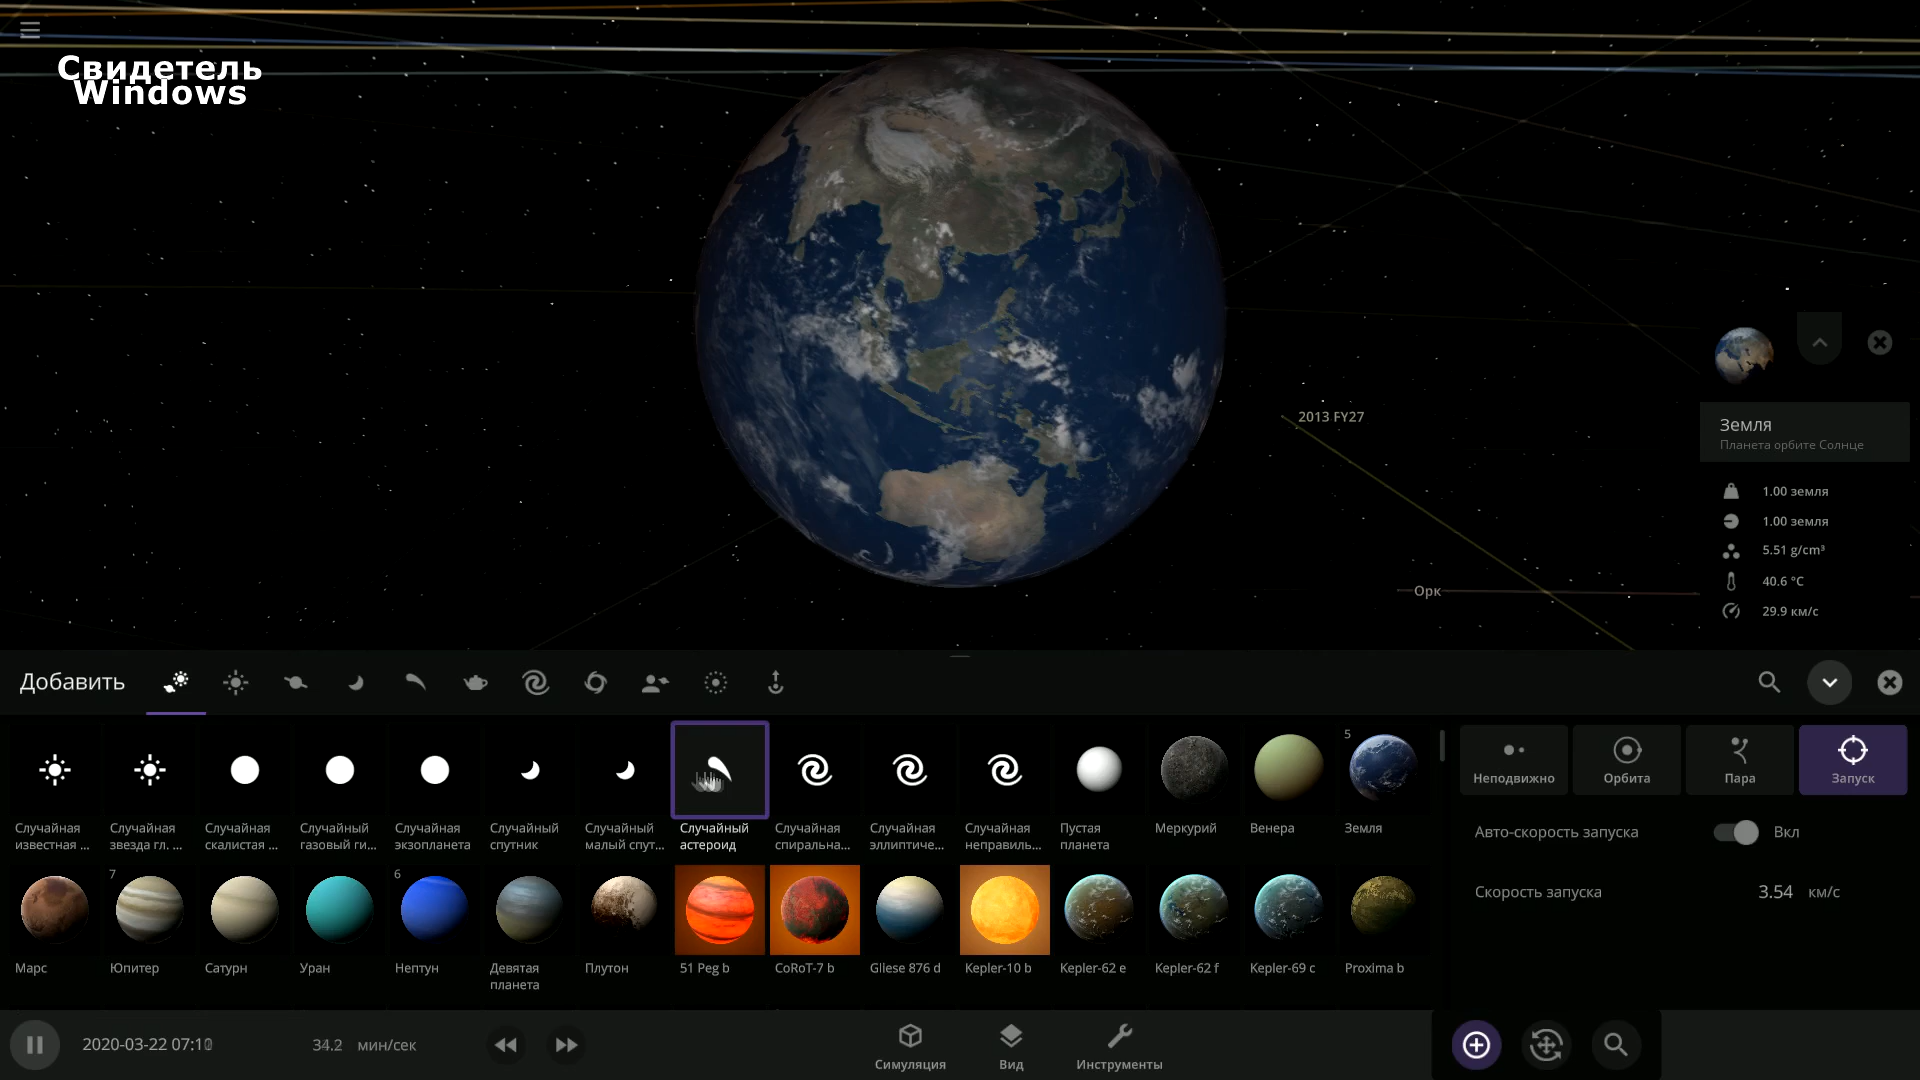 Свидетель
Windows
2013 FY27
Орк
Земля
Планета орбите Солнце
1.00 земля
1.00 земля
5.51 g/cm³
40.6 °C
29.9 км/с
Добавить
Случайная известная ...
Случайная звезда гл. ...
Случайная скалистая ...
Случайный газовый ги...
Случайная экзопланета
Случайный спутник
Случайный малый спут...
Случайный астероид
Случайная спиральна...
Случайная эллиптиче...
Случайная неправиль...
Пустая планета
Меркурий
Венера
5
Земля
Марс
7
Юпитер
Сатурн
Уран
6
Нептун
Девятая планета
Плутон
51 Peg b
CoRoT-7 b
Gliese 876 d
Kepler-10 b
Kepler-62 e
Kepler-62 f
Kepler-69 c
Proxima b
Неподвижно
Орбита
Пара
Запуск
Авто-скорость запуска
Вкл
Скорость запуска
3.54 км/с
2020-03-22
34.2 мин/сек
Симуляция
Вид
Инструменты